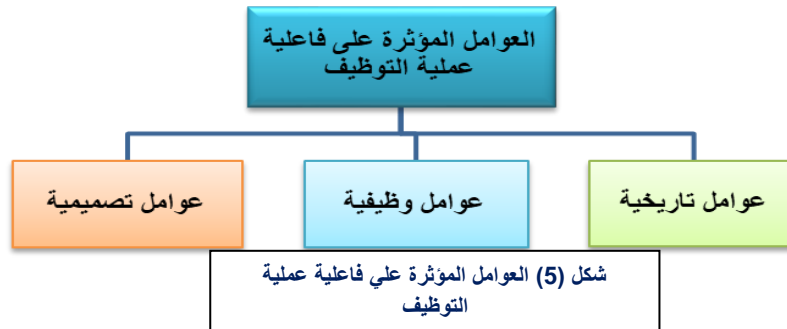 العوامل المؤثرة على فاعلية
عملية التوظيف
عوامل تاريخية
عوامل وظيفية
عوامل تصميمية
شكل (5) العوامل المؤثرة علي فاعلية عملية
التوظيف